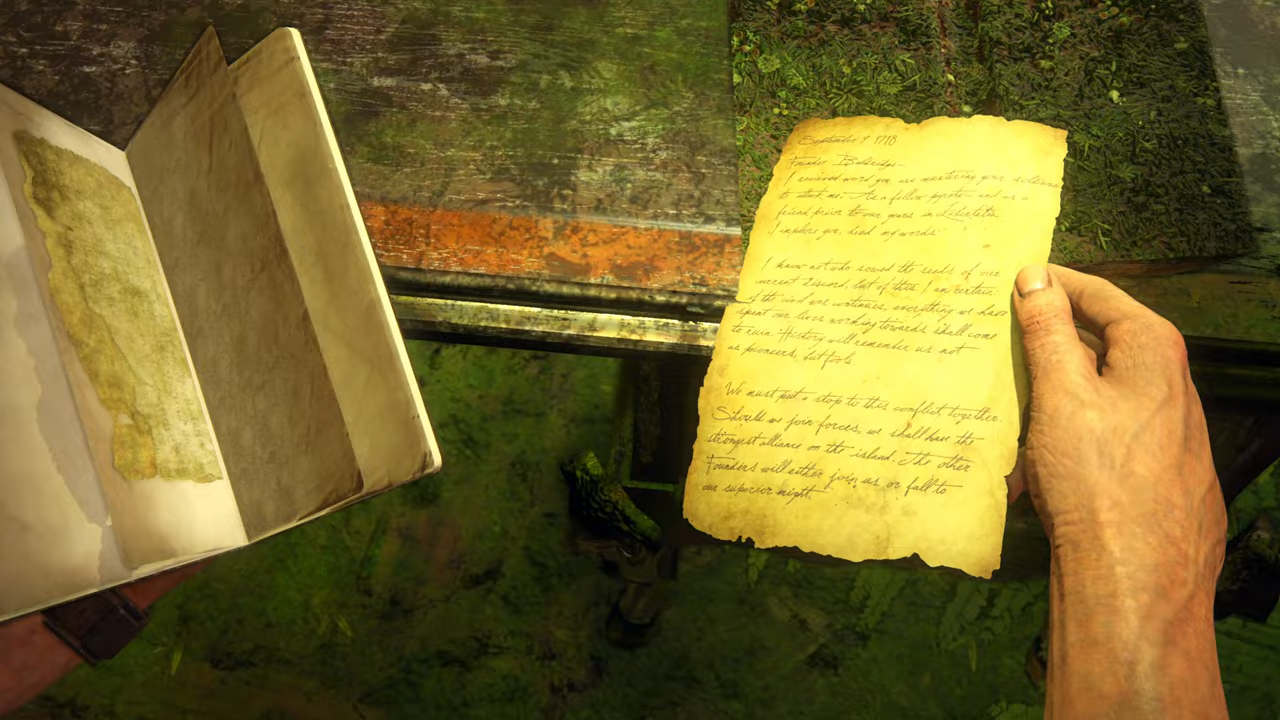 September 9 1718
Founder Baldridge—
I received word you are mustering your soldiers
to attack me. As a fellow pyrate— and as a
friend prior to our years in Libertatia
I implore you, heed my words:
I know not who sowed the seeds of our
current discord, but of this I am certain:
if the wind we continues, everything we have
spent our lives working towards shall come
to ruin. History will remember us not
as pioneers, but fools.
We must put a stop to this conflict, together.
Should we join forces, we shall have the
strongest alliance on the island. The other
Founders will either join us or fall to
our superior might.